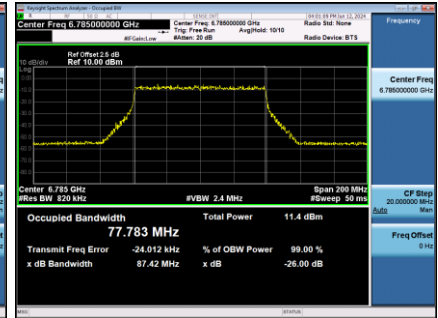 Keysight Spectrum Analyzer - Occupied BW
SENSE:INT
04:01:09 PM Jun 12, 2024
Center Freq 6.785000000 GHz
Center Freq: 6.785000000 GHz
Radio Std: None
Frequency
Trig: Free Run
Avg|Hold: 10/10
#IFGain:Low
#Atten: 20 dB
Radio Device: BTS
Ref Offset 2.5 dB
10 dB/div
Ref 10.00 dBm
Log
Center Freq
6.785000000 GHz
Center 6.785 GHz
Span 200 MHz
#Res BW 820 kHz
#VBW 2.4 MHz
#Sweep 50 ms
CF Step
20.000000 MHz
Auto
Man
Occupied Bandwidth
Total Power
11.4 dBm
77.783 MHz
Freq Offset
0 Hz
Transmit Freq Error
-24.012 kHz
% of OBW Power
99.00 %
x dB Bandwidth
87.42 MHz
x dB
-26.00 dB
MSG
STATUS